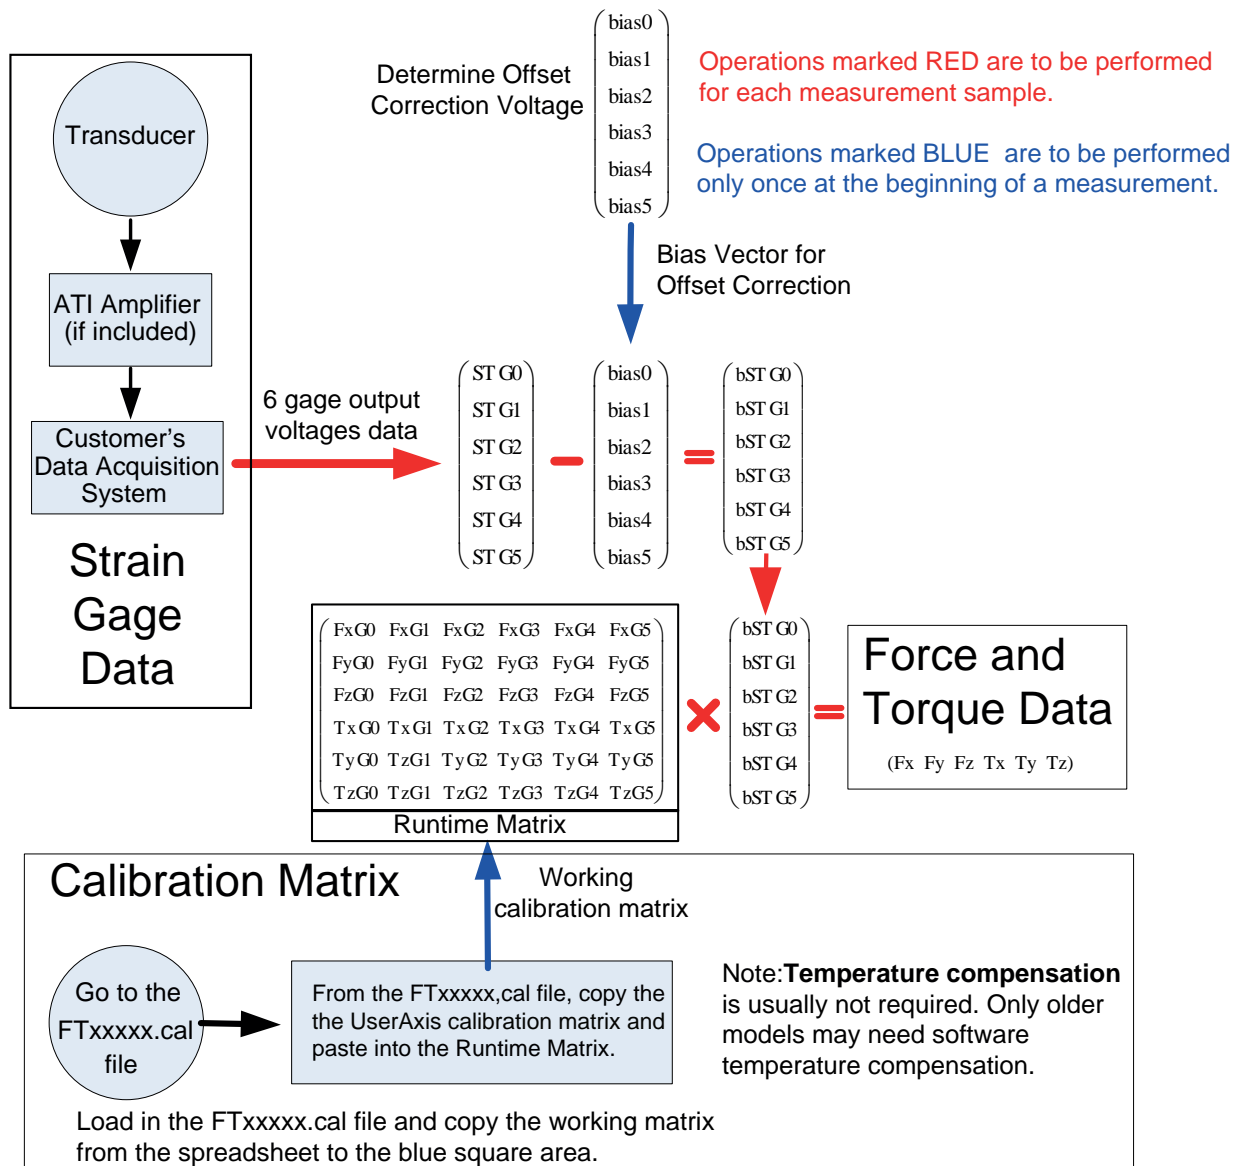 Transducer
ATI Amplifier
(if included)
Customer's
Data Acquisition
System
Strain
Gage
Data
Determine Offset
Correction Voltage
bias0
bias1
bias2
bias3
bias4
bias5
Operations marked RED are to be performed
for each measurement sample.
Operations marked BLUE are to be performed
only once at the beginning of a measurement.
Bias Vector for
Offset Correction
6 gage output
voltages data
ST G0
ST G1
ST G2
ST G3
ST G4
ST G5
−
bias0
bias1
bias2
bias3
bias4
bias5
=
bST G0
bST G1
bST G2
bST G3
bST G4
bST G5
FxG0 FxG1 FxG2 FxG3 FxG4 FxG5
FyG0 FyG1 FyG2 FyG3 FyG4 FyG5
FzG0 FzG1 FzG2 FzG3 FzG4 FzG5
TxG0 TxG1 TxG2 TxG3 TxG4 TxG5
TyG0 TzG1 TyG2 TyG3 TyG4 TyG5
TzG0 TzG1 TzG2 TzG3 TzG4 TzG5
Runtime Matrix
×
bST G0
bST G1
bST G2
bST G3
bST G4
bST G5
=
Force and
Torque Data
(Fx Fy Fz Tx Ty Tz)
Calibration Matrix
Working
calibration matrix
Go to the
FTxxxxx.cal
file
From the FTxxxxx,cal file, copy the
the UserAxis calibration matrix and
paste into the Runtime Matrix.
Note:Temperature compensation
is usually not required. Only older
models may need software
temperature compensation.
Load in the FTxxxxx.cal file and copy the working matrix
from the spreadsheet to the blue square area.